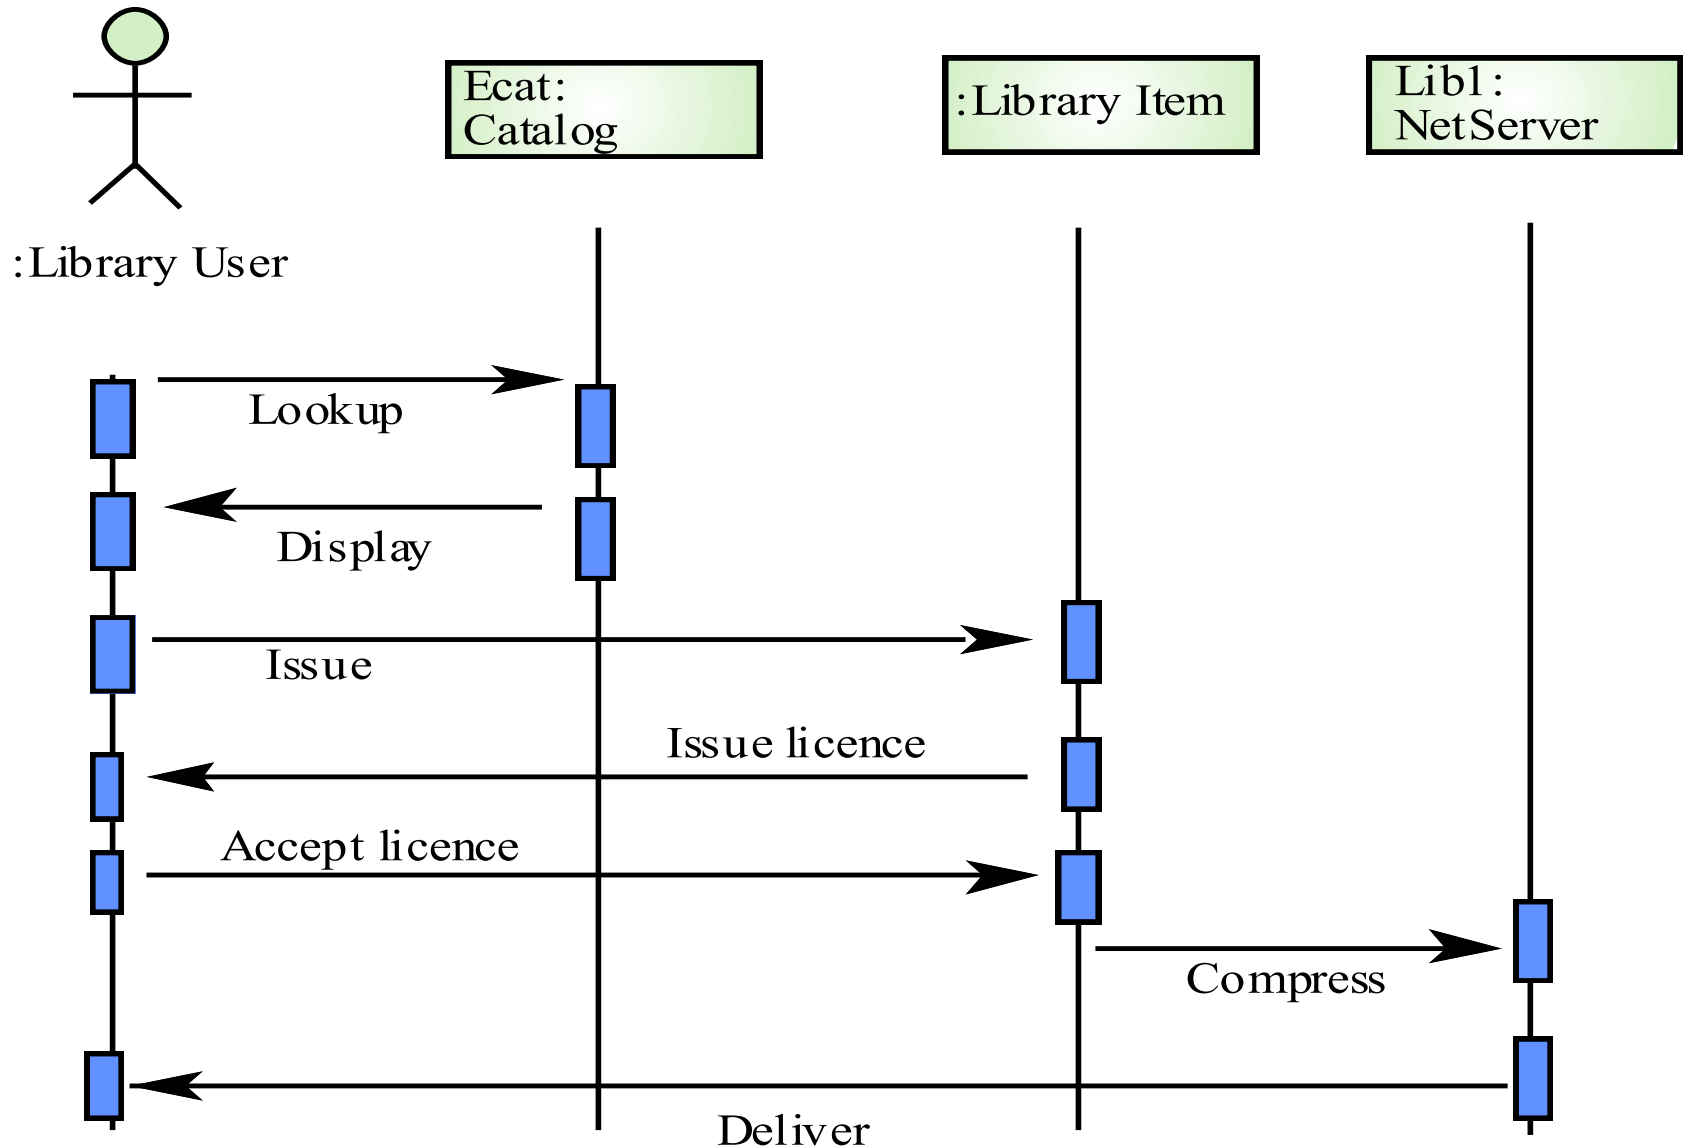 Ecat:
Catalog
:Library Item
Lib1:
NetServer
:Library User
Lookup
Display
Issue
Issue licence
Accept licence
Compress
Deliver